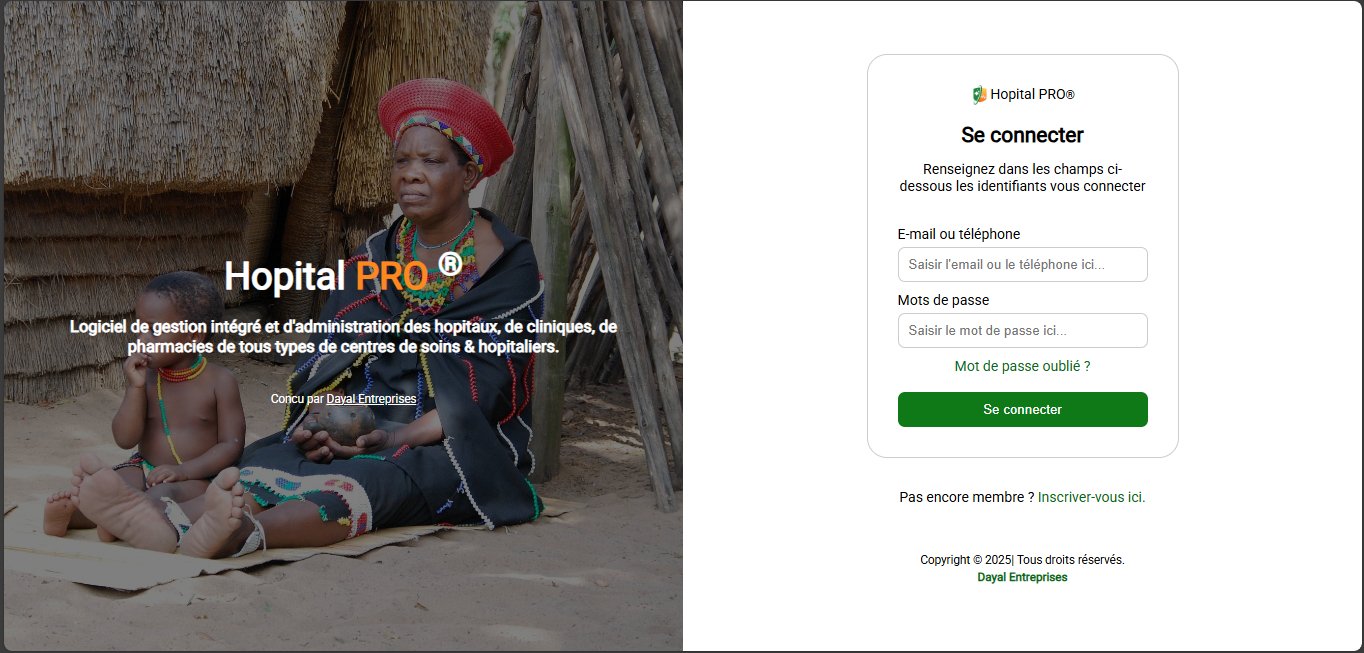 Hopital PRO ®
Logiciel de gestion intégré et d'administration des hopitaux, de cliniques, de
pharmacies de tous types de centres de soins & hopitaliers.
Concu par Dayal Entreprises
Hopital PRO®
Se connecter
Renseignez dans les champs ci-
dessous les identifiants vous connecter
E-mail ou téléphone
Saisir l'email ou le téléphone ici...
Mots de passe
Saisir le mot de passe ici...
Mot de passe oublié ?
Se connecter
Pas encore membre ? Inscriver-vous ici.
Copyright © 2025| Tous droits réservés.
Dayal Entreprises